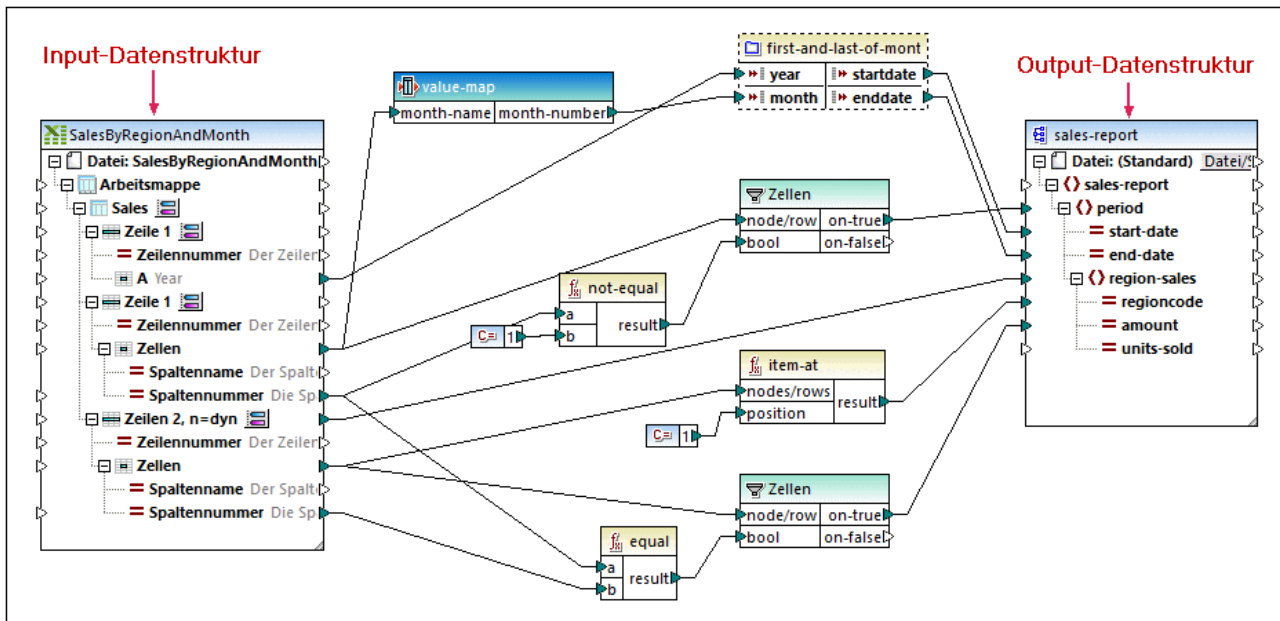 Input-Datenstruktur
Output-Datenstruktur
SalesByRegionAndMonth
Datei: SalesByRegionAndMonth
Arbeitsmappe
Sales
Zeile 1
Zeilennummer Der Zeiler
A Year
Zeile 1
Zeilennummer Der Zeiler
Zellen
Spaltenname Der Spalt
Spaltennummer Die Sp
Zeilen 2, n=dyn
Zeilennummer Der Zeiler
Zellen
Spaltenname Der Spalt
Spaltennummer Die Sp
value-map
month-name month-number
first-and-last-of-mont
year startdate
month enddate
Zellen
node/row on-true
bool on-false
not-equal
a
b
result
C= 1
item-at
nodes/rows
position
result
C= 1
Zellen
node/row on-true
bool on-false
equal
a
b
result
sales-report
Datei: (Standard) Datei/S
sales-report
period
start-date
end-date
region-sales
regioncode
amount
units-sold